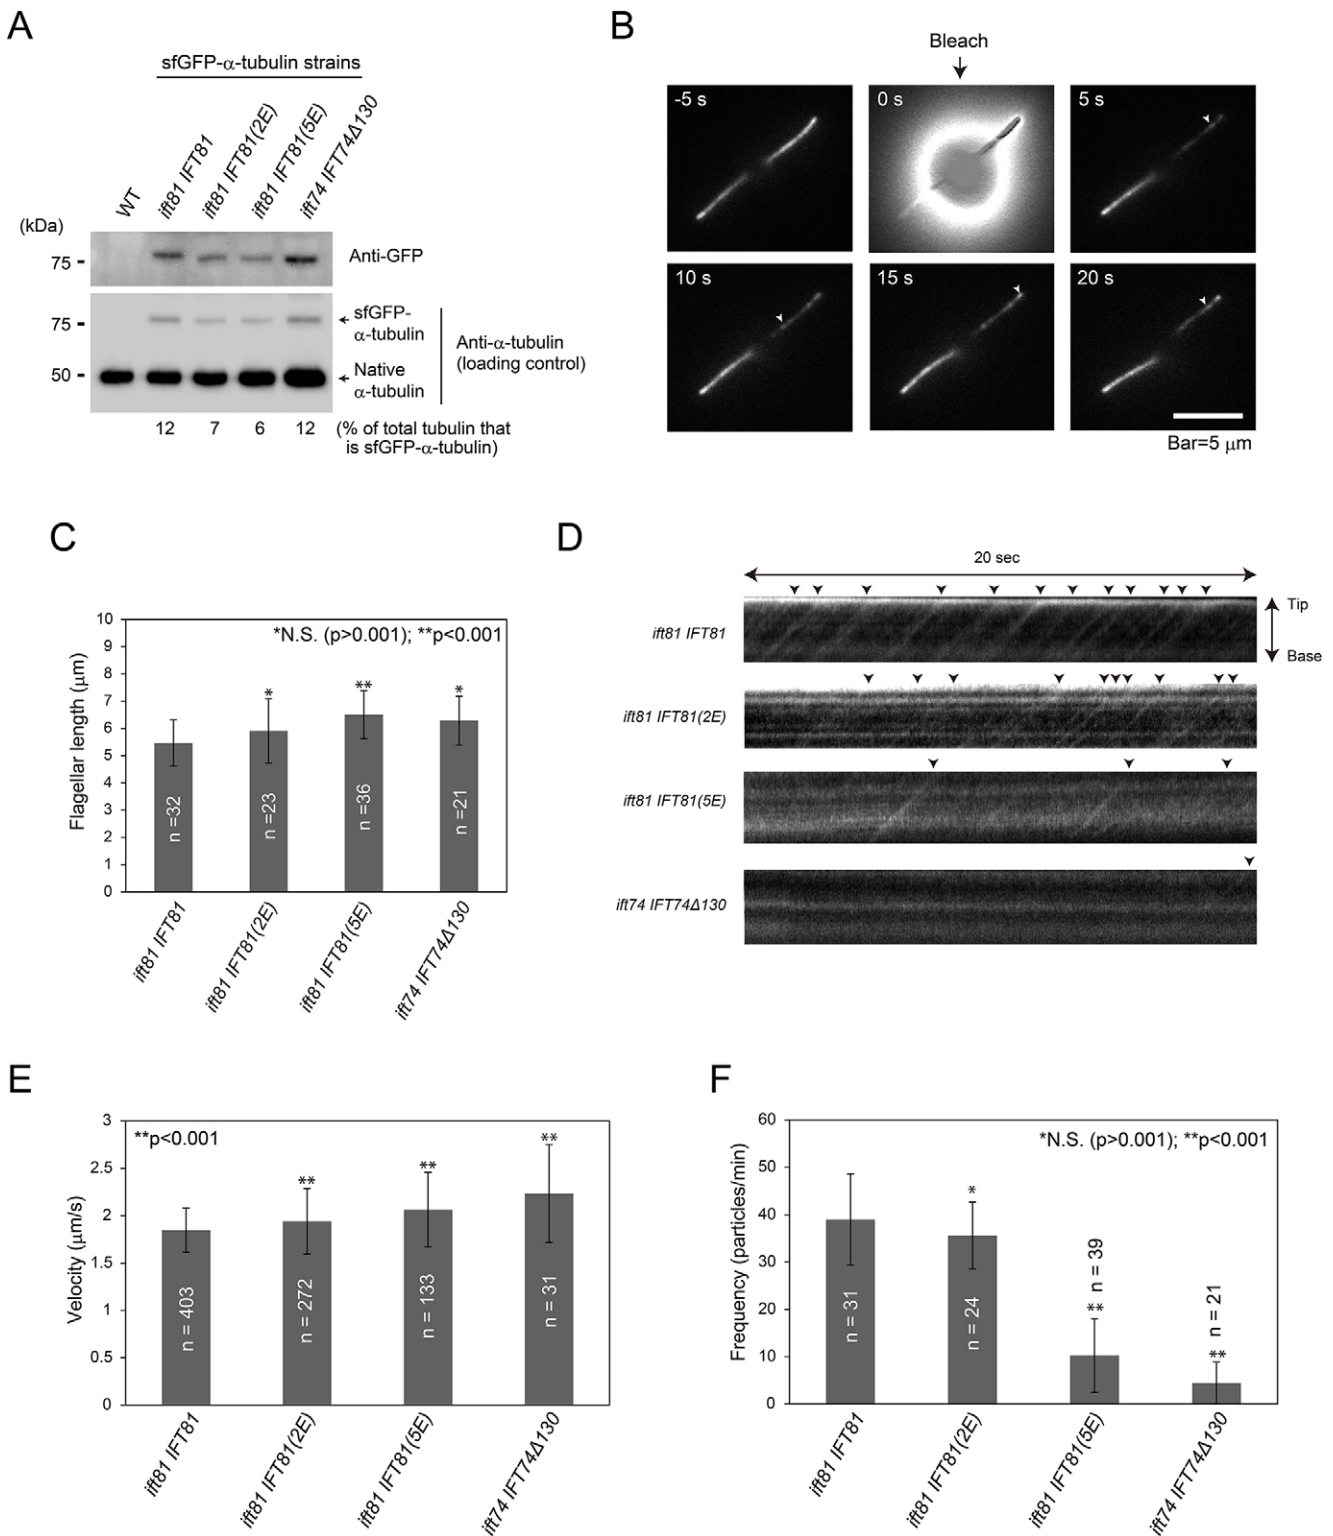 A
sfGFP-α-tubulin strains
WT
ift81 IFT81
ift81 IFT81(2E)
ift81 IFT81(5E)
ift74 IFT74Δ130
(kDa)
75
Anti-GFP
75
sfGFP-
α-tubulin
50
Native
α-tubulin
Anti-α-tubulin
(loading control)
12 7 6 12 (% of total tubulin that
is sfGFP-α-tubulin)
B
Bleach
-5 s
0 s
5 s
10 s
15 s
20 s
Bar=5 μm
C
Flagellar length (μm)
10
9
8
7
6
5
4
3
2
1
0
*N.S. (p>0.001); **p<0.001
*
**
*
n =32
n =23
n =36
n =21
ift81 IFT81
ift81 IFT81(2E)
ift81 IFT81(5E)
ift74 IFT74Δ130
D
20 sec
ift81 IFT81
Tip
Base
ift81 IFT81(2E)
ift81 IFT81(5E)
ift74 IFT74Δ130
E
Velocity (μm/s)
3
2.5
2
1.5
1
0.5
0
**p<0.001
**
**
**
n = 403
n = 272
n = 133
n = 31
ift81 IFT81
ift81 IFT81(2E)
ift81 IFT81(5E)
ift74 IFT74Δ130
F
Frequency (particles/min)
60
50
40
30
20
10
0
*N.S. (p>0.001); **p<0.001
*
n = 31
n = 24
** n = 39
** n = 21
ift81 IFT81
ift81 IFT81(2E)
ift81 IFT81(5E)
ift74 IFT74Δ130